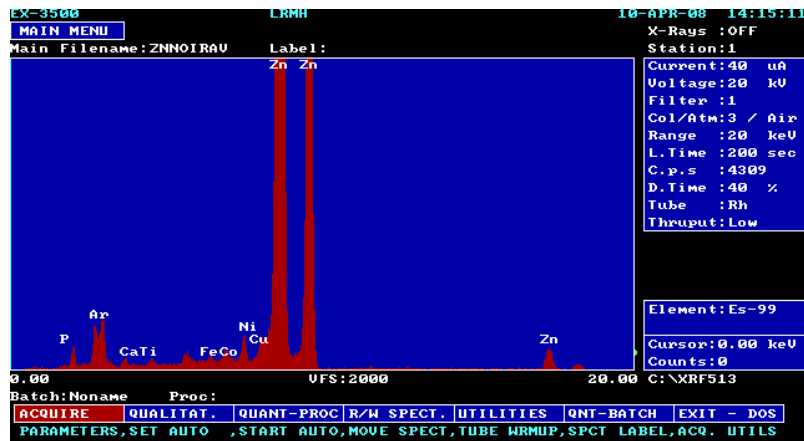 EX-3500 LRMH 10-APR-08 14:15:11
MAIN MENU X-Rays :OFF
Main Filename:ZNNOIRAV Label: Station:1
Zn Zn Current:40 uA
Voltage:20 kV
Filter :1
Col/Atm:3 / Air
Range :20 keV
L.Time :200 sec
C.p.s :4309
D.Time :40 %
Tube :Rh
Thruput:Low
Ar Element:Es-99
Ni
P Cu Zn Cursor:0.00 keV
CaTi FeCo Counts:0
0.00 VFS:2000 20.00 C:\XRF513
Batch:Noname Proc:
ACQUIRE QUALITAT. QUANT-PROC R/W SPECT. UTILITIES QNT-BATCH EXIT - DOS
PARAMETERS,SET AUTO ,START AUTO,MOVE SPECT,TUBE WRMUP,SPCT LABEL,ACQ. UTILS